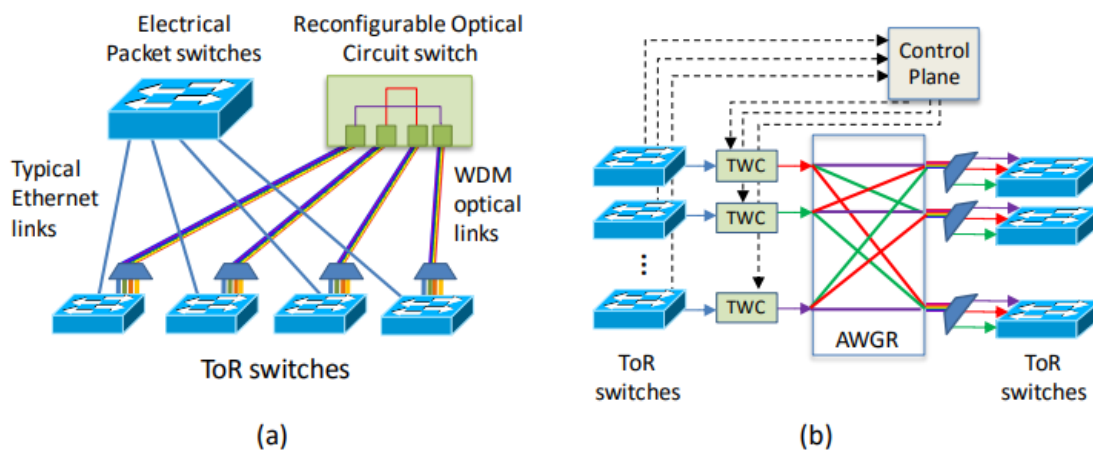 Electrical
Packet switches
Reconfigurable Optical
Circuit switch
Typical
Ethernet
links
WDM
optical
links
ToR switches
(a)
Control
Plane
TWC
TWC
...
TWC
AWGR
ToR
switches
ToR
switches
(b)